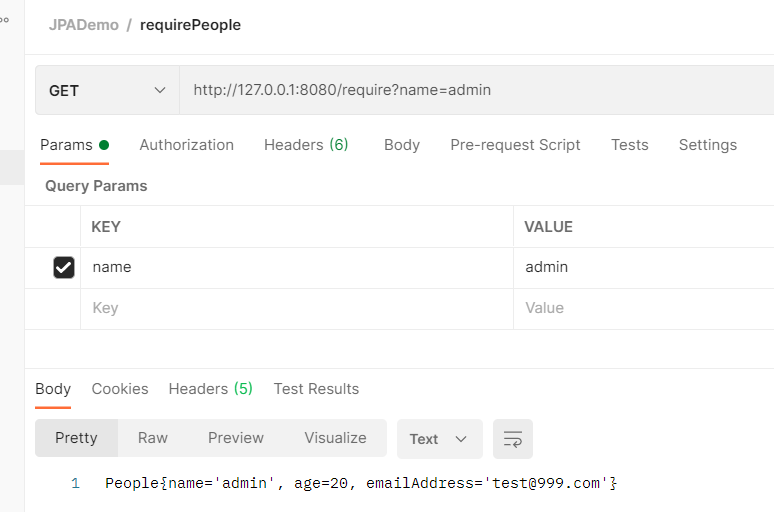 JPADemo / requirePeople
GET http://127.0.0.1:8080/require?name=admin
Params Authorization Headers (6) Body Pre-request Script Tests Settings
Query Params
KEY VALUE
name admin
Key Value
Body Cookies Headers (5) Test Results
Pretty Raw Preview Visualize Text
1 People{name='admin', age=20, emailAddress='test@999.com'}